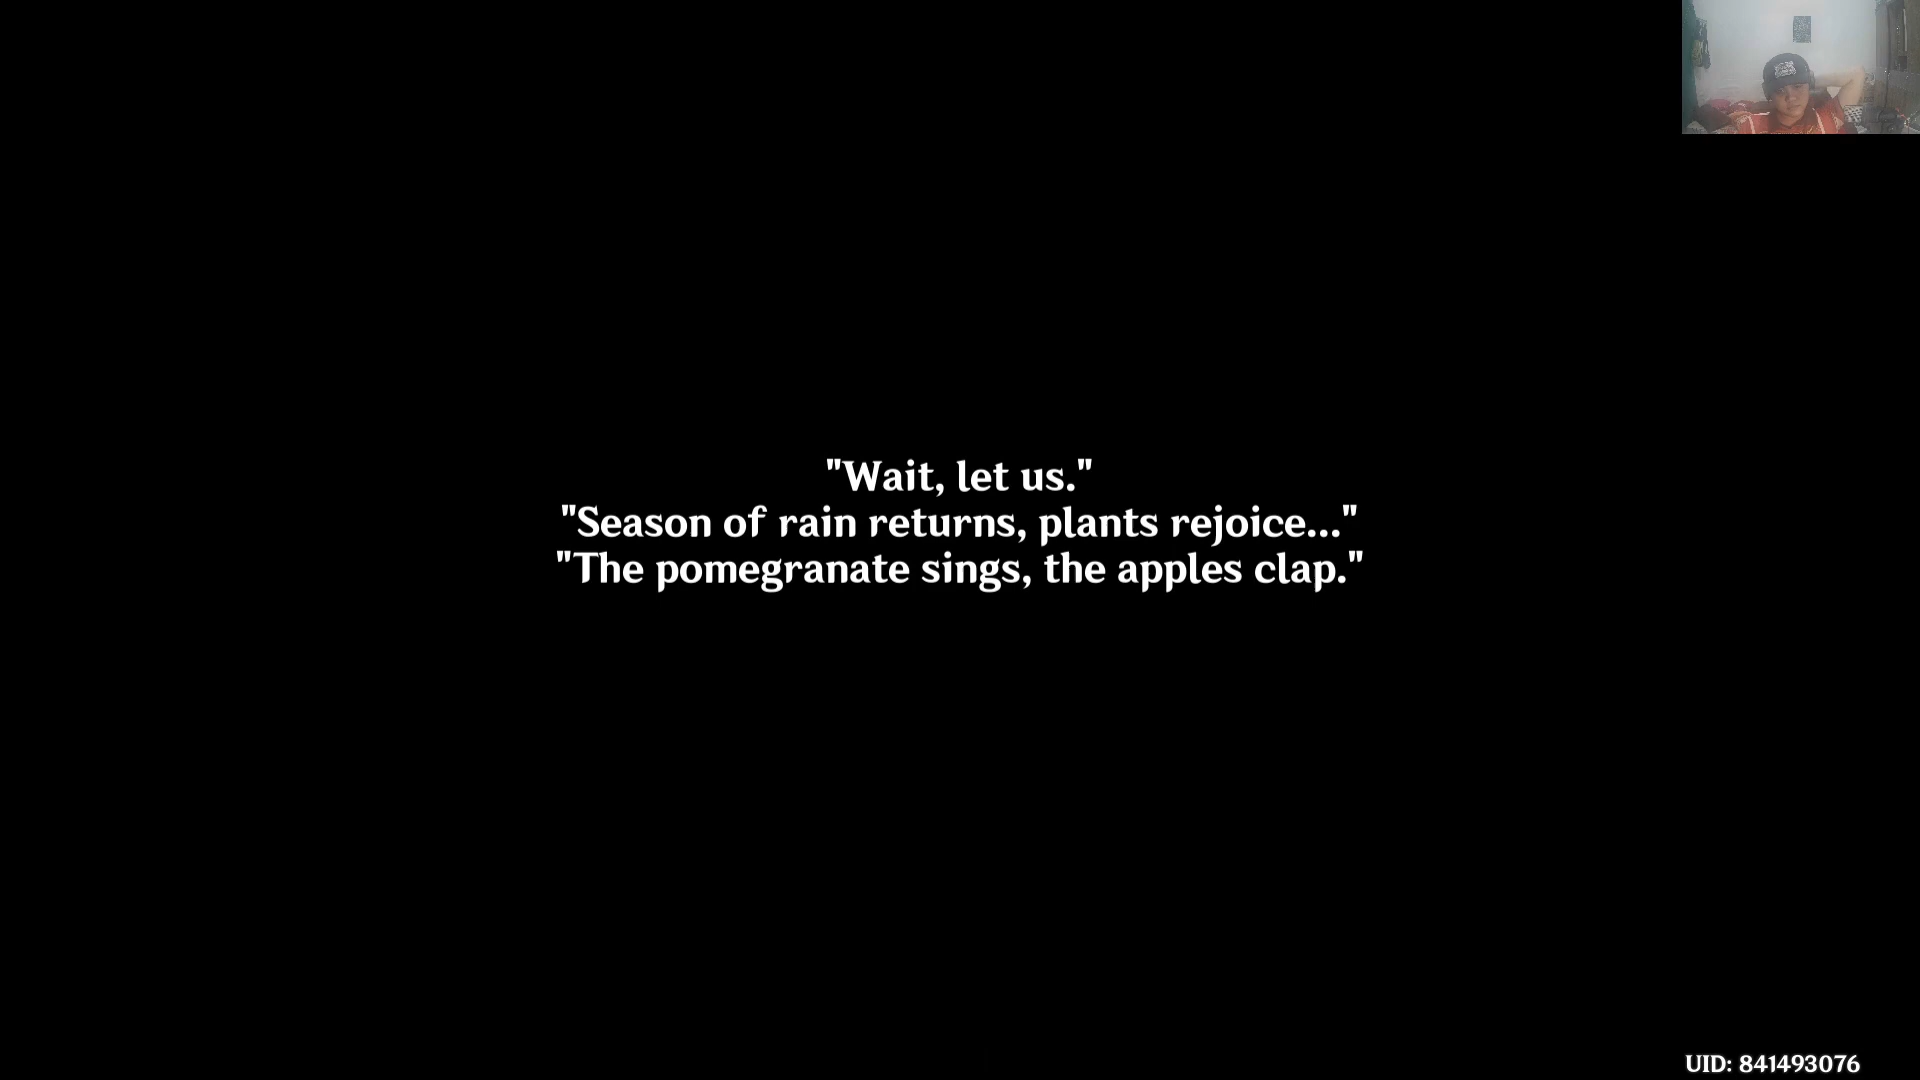 "Wait, let us."
"Season of rain returns, plants rejoice..."
"The pomegranate sings, the apples clap."
UID: 841493076